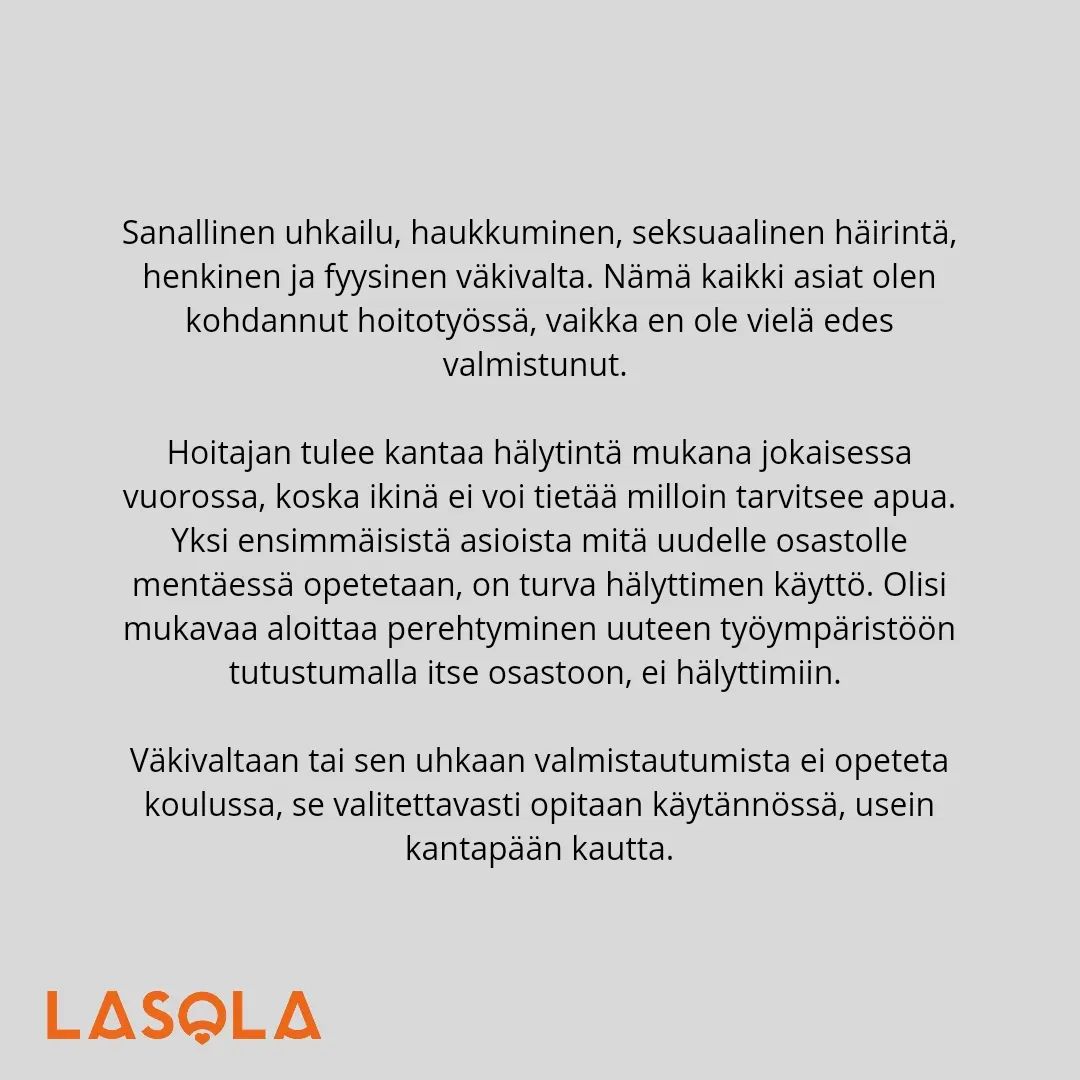 Sanallinen uhkailu, haukkuminen, seksuaalinen häirintä,
henkinen ja fyysinen väkivalta. Nämä kaikki asiat olen
kohdannut hoitotyössä, vaikka en ole vielä edes
valmistunut.
Hoitajan tulee kantaa hälytintä mukana jokaisessa
vuorossa, koska ikinä ei voi tietää milloin tarvitsee apua.
Yksi ensimmäisistä asioista mitä uudelle osastolle
mentäessä opetetaan, on turva hälyttimen käyttö. Olisi
mukavaa aloittaa perehtyminen uuteen työympäristöön
tutustumalla itse osastoon, ei hälyttimiin.
Väkivaltaan tai sen uhkaan valmistautumista ei opeteta
koulussa, se valitettavasti opitaan käytännössä, usein
kantapään kautta.
LASOLA